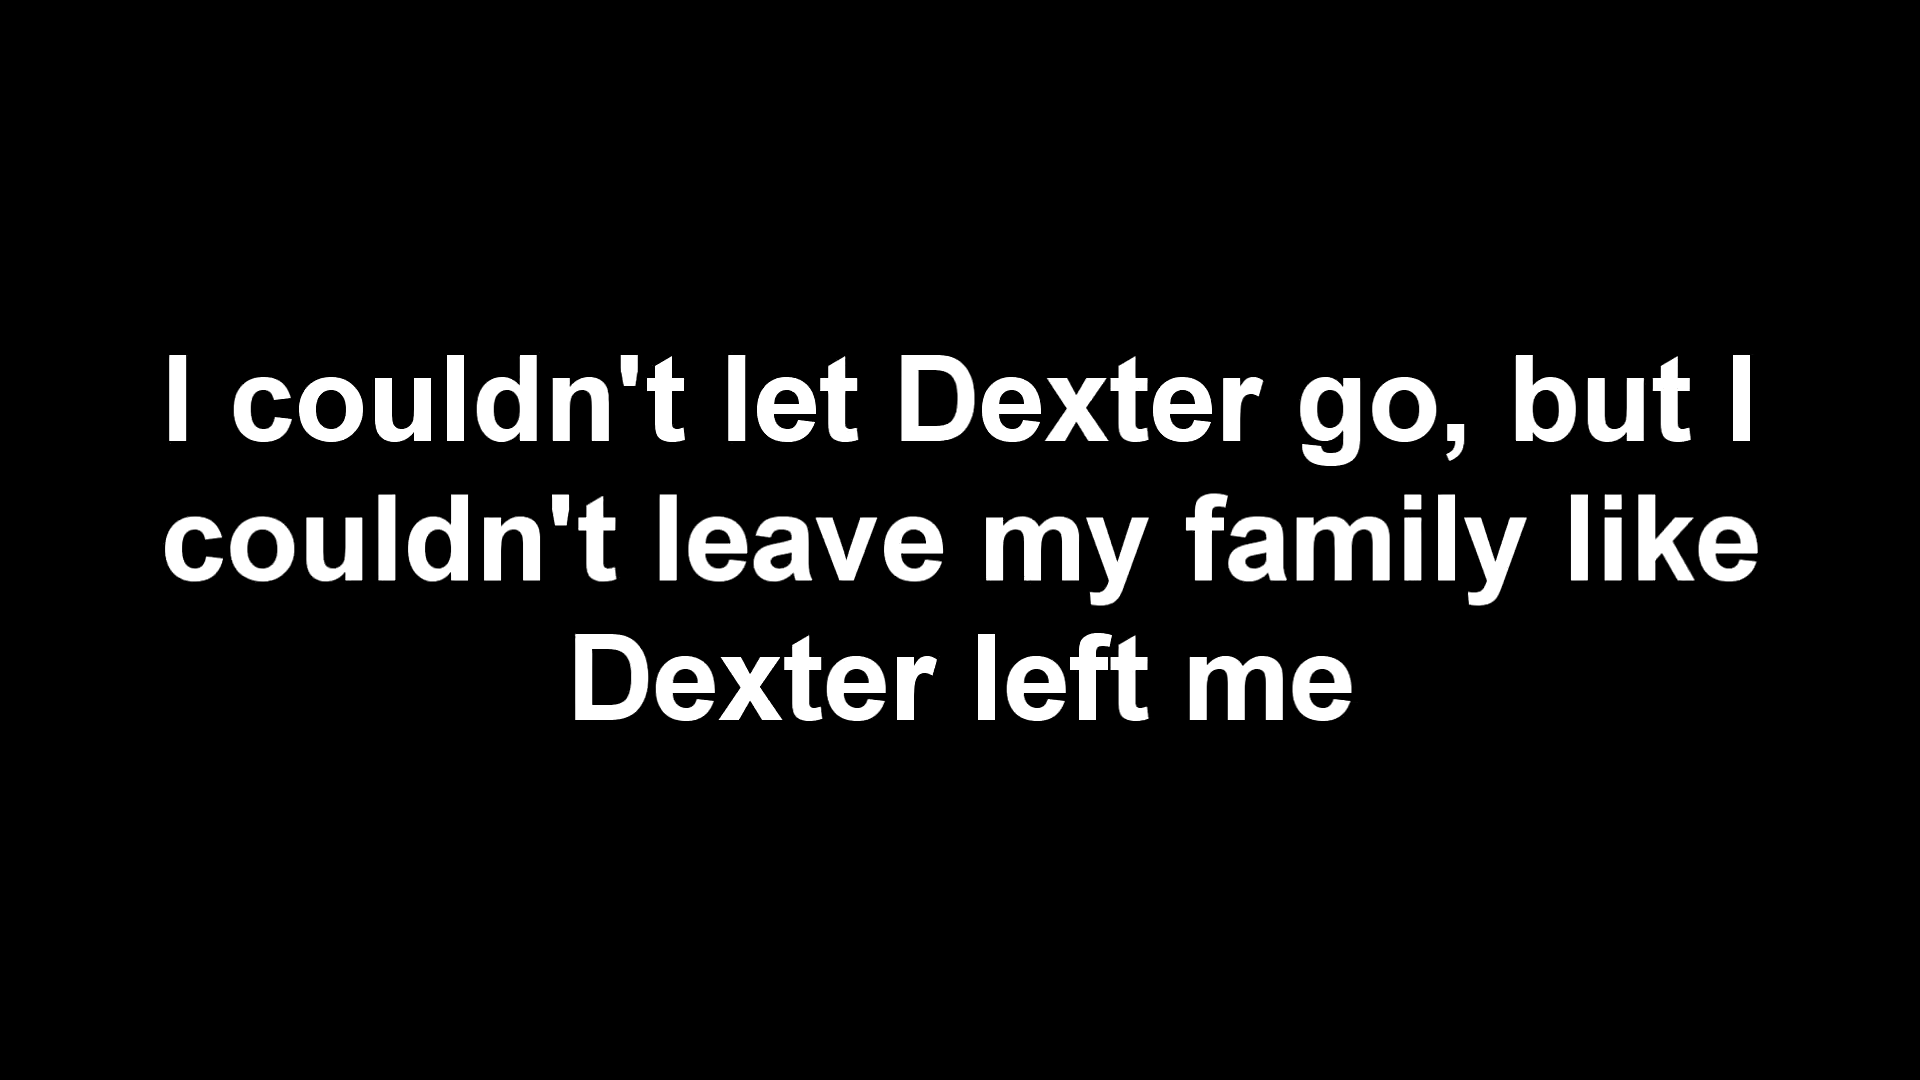 I couldn't let Dexter go, but I
couldn't leave my family like
Dexter left me